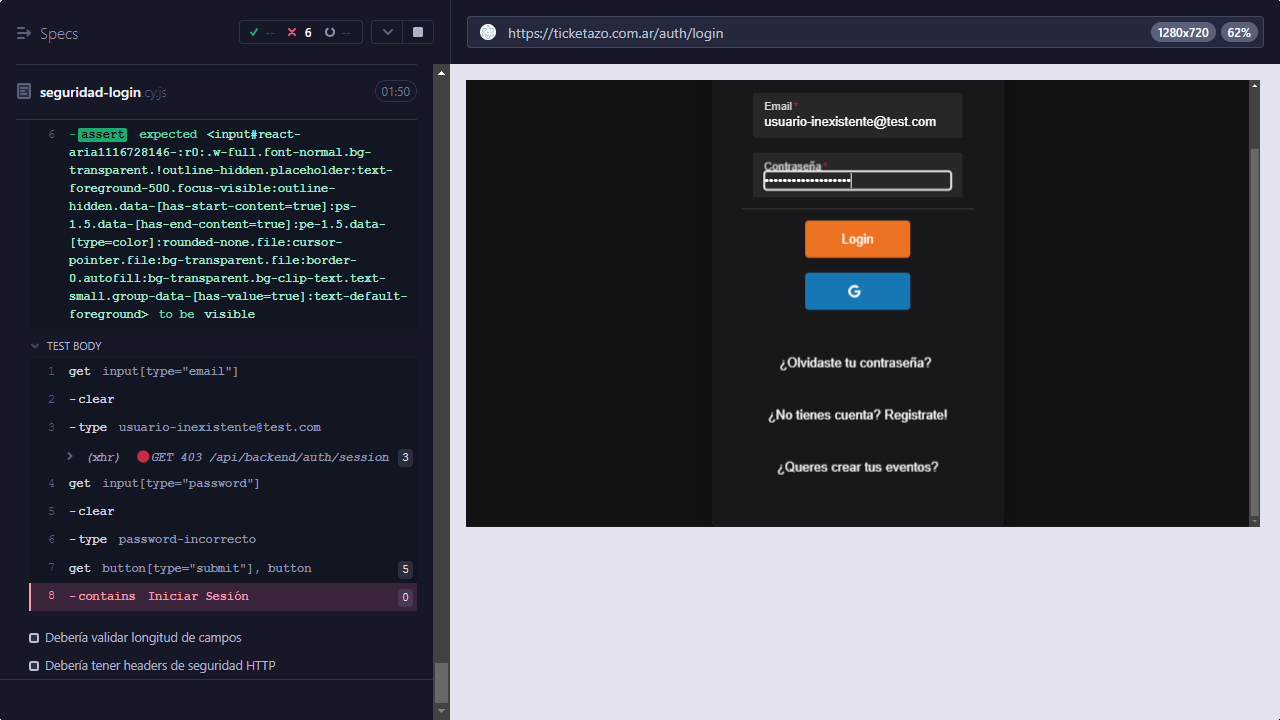 Specs
--
6
--
https://ticketazo.com.ar/auth/login
1280x720
62%
seguridad-login.cy.js
01:50
6 -assert expected <input#react-
aria1116728146-:r0:.w-full.font-normal.bg-
transparent.!outline-hidden.placeholder:text-
foreground-500.focus-visible:outline-
hidden.data-[has-start-content=true]:ps-
1.5.data-[has-end-content=true]:pe-1.5.data-
[type=color]:rounded-none.file:cursor-
pointer.file:bg-transparent.file:border-
0.autofill:bg-transparent.bg-clip-text.text-
small.group-data-[has-value=true]:text-default-
foreground> to be visible
TEST BODY
1 get input[type="email"]
2 -clear
3 -type usuario-inexistente@test.com
(xhr) GET 403 /api/backend/auth/session 3
4 get input[type="password"]
5 -clear
6 -type password-incorrecto
7 get button[type="submit"], button 5
8 -contains Iniciar Sesión 0
Debería validar longitud de campos
Debería tener headers de seguridad HTTP
Email*
usuario-inexistente@test.com
Contraseña*
Login
G
¿Olvidaste tu contraseña?
¿No tienes cuenta? Registrate!
¿Queres crear tus eventos?